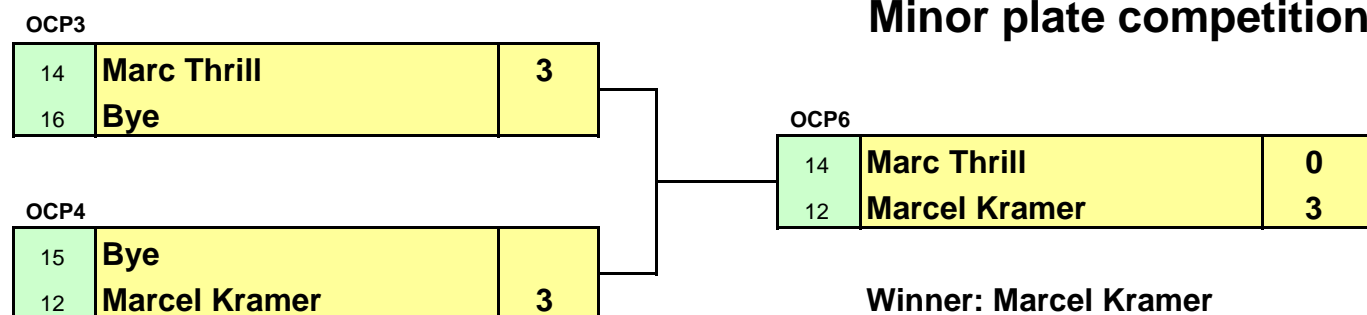 Minor plate competition
OCP3
14 Marc Thrill 3
16 Bye
OCP6
14 Marc Thrill 0
12 Marcel Kramer 3
OCP4
15 Bye
12 Marcel Kramer 3
Winner: Marcel Kramer